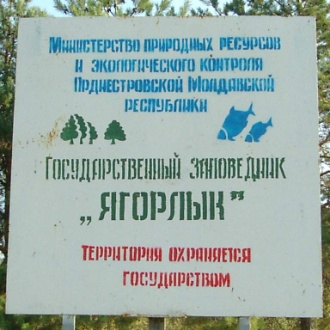 Министерство природных ресурсов
и экологического контроля
Приднестровской Молдавской
республики
Государственный заповедник
„ЯГОРЛЫК”
Территория охраняется
государством